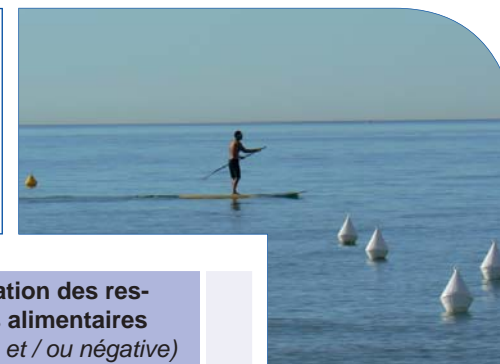 ation des res-
alimentaires
et / ou négative)